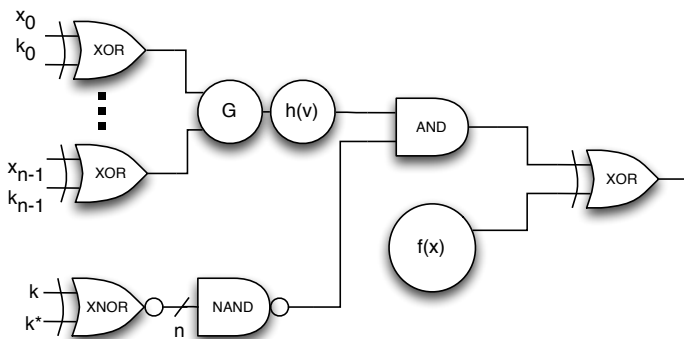 x0
k0
XOR
G
h(v)
AND
xn-1
kn-1
XOR
XOR
f(x)
k
k*
XNOR
n
NAND